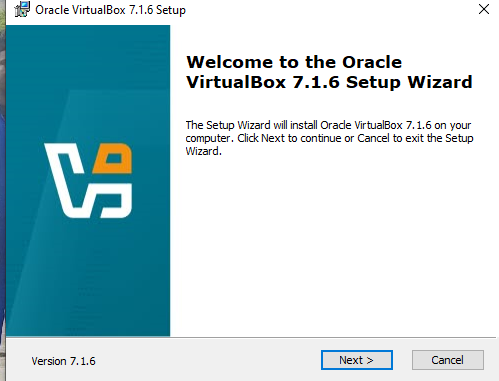 Oracle VirtualBox 7.1.6 Setup
Welcome to the Oracle
VirtualBox 7.1.6 Setup Wizard
The Setup Wizard will install Oracle VirtualBox 7.1.6 on your
computer. Click Next to continue or Cancel to exit the Setup
Wizard.
Version 7.1.6
Next >
Cancel